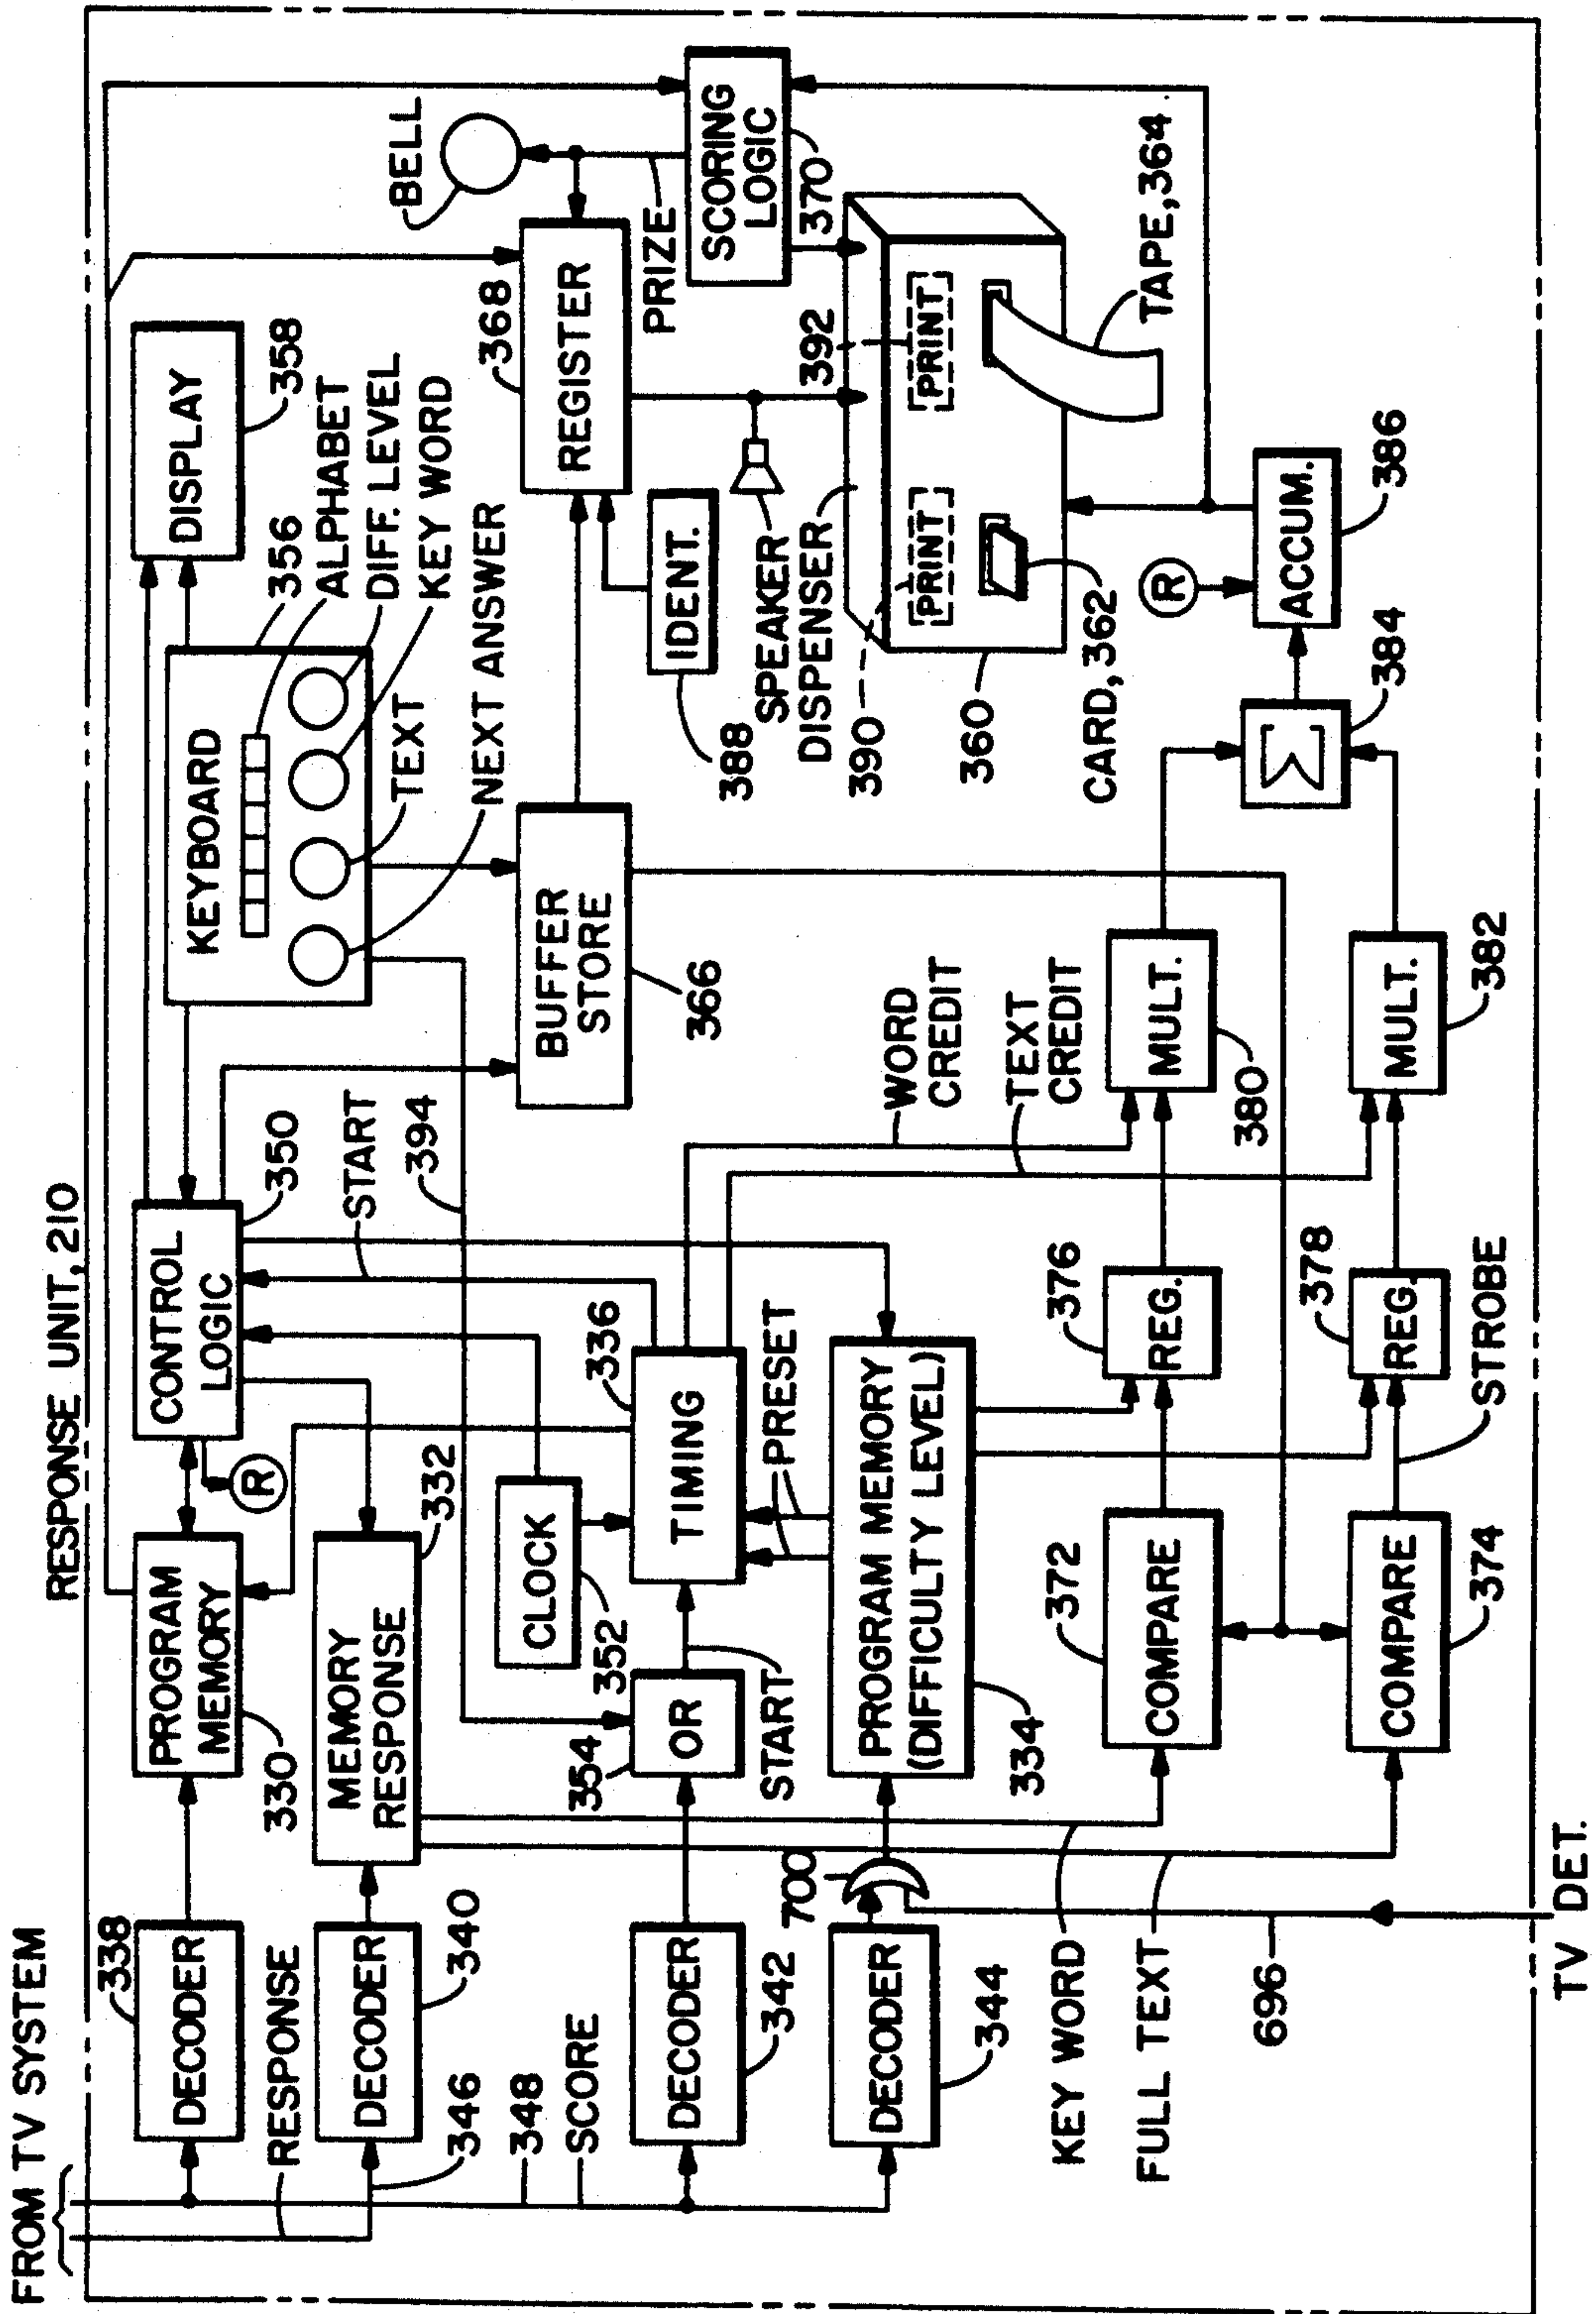 RESPONSE UNIT, 210
FROM TV SYSTEM
338
DECODER
PROGRAM
MEMORY
330
R
CONTROL
LOGIC
350
KEYBOARD
DISPLAY
358
356
ALPHABET
DIFF. LEVEL
KEY WORD
TEXT
NEXT ANSWER
RESPONSE
DECODER
340
346
MEMORY
RESPONSE
332
START
394
348
SCORE
DECODER
342
354
OR
START
CLOCK
352
336
TIMING
PRESET
BUFFER
STORE
366
368
REGISTER
BELL
PRIZE
SCORING
LOGIC
370
IDENT.
388
SPEAKER
DISPENSER
390
392
PRINT
PRINT
360
CARD, 362
TAPE, 364
DECODER
344
700
PROGRAM MEMORY
(DIFFICULTY LEVEL)
334
WORD
CREDIT
TEXT
CREDIT
KEY WORD
FULL TEXT
696
TV DET.
372
COMPARE
376
REG.
MULT.
380
COMPARE
374
378
REG.
STROBE
MULT.
382
Σ
384
R
ACCUM.
386